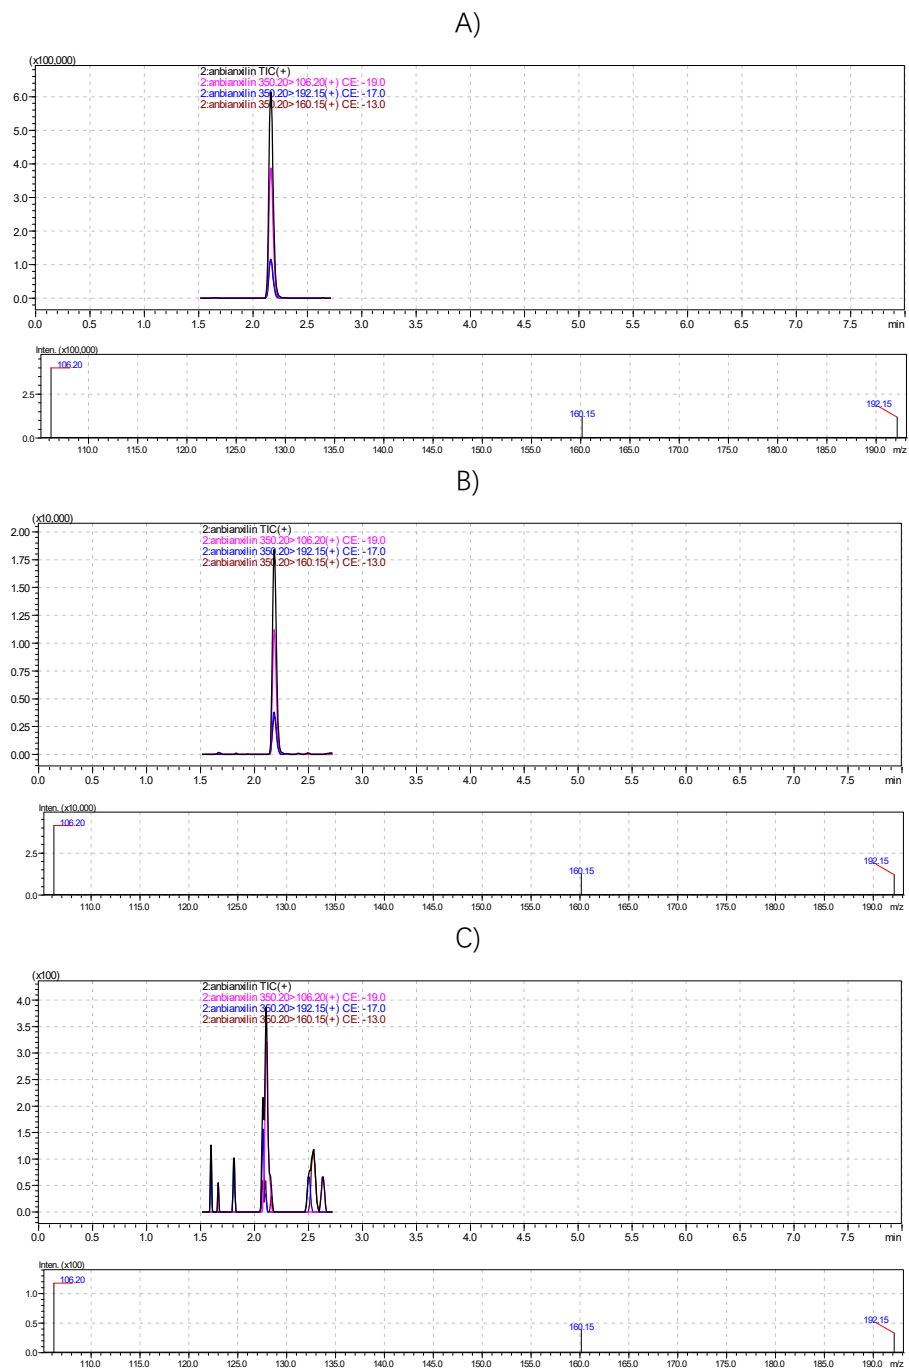 A)
(x100,000)
2:anbianxilin TIC(+)
2:anbianxilin 350.20>106.20(+) CE: -19.0
2:anbianxilin 350.20>192.15(+) CE: -17.0
2:anbianxilin 350.20>160.15(+) CE: -13.0
6.0
5.0
4.0
3.0
2.0
1.0
0.0
0.0 0.5 1.0 1.5 2.0 2.5 3.0 3.5 4.0 4.5 5.0 5.5 6.0 6.5 7.0 7.5 min
Inten. (x100,000)
106.20
192.15
160.15
2.5
0.0
110.0 115.0 120.0 125.0 130.0 135.0 140.0 145.0 150.0 155.0 160.0 165.0 170.0 175.0 180.0 185.0 190.0 m/z
B)
(x10,000)
2:anbianxilin TIC(+)
2:anbianxilin 350.20>106.20(+) CE: -19.0
2:anbianxilin 350.20>192.15(+) CE: -17.0
2:anbianxilin 350.20>160.15(+) CE: -13.0
2.00
1.75
1.50
1.25
1.00
0.75
0.50
0.25
0.00
0.0 0.5 1.0 1.5 2.0 2.5 3.0 3.5 4.0 4.5 5.0 5.5 6.0 6.5 7.0 7.5 min
Inten. (x10,000)
106.20
192.15
160.15
2.5
0.0
110.0 115.0 120.0 125.0 130.0 135.0 140.0 145.0 150.0 155.0 160.0 165.0 170.0 175.0 180.0 185.0 190.0 m/z
C)
(x100)
2:anbianxilin TIC(+)
2:anbianxilin 350.20>106.20(+) CE: -19.0
2:anbianxilin 350.20>192.15(+) CE: -17.0
2:anbianxilin 350.20>160.15(+) CE: -13.0
4.0
3.5
3.0
2.5
2.0
1.5
1.0
0.5
0.0
0.0 0.5 1.0 1.5 2.0 2.5 3.0 3.5 4.0 4.5 5.0 5.5 6.0 6.5 7.0 7.5 min
Inten. (x100)
106.20
192.15
160.15
1.0
0.5
0.0
110.0 115.0 120.0 125.0 130.0 135.0 140.0 145.0 150.0 155.0 160.0 165.0 170.0 175.0 180.0 185.0 190.0 m/z